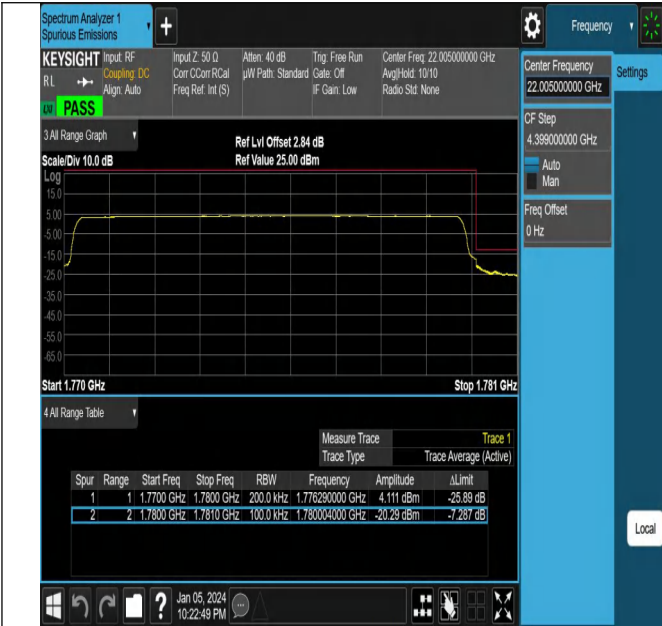 Spectrum Analyzer 1
Spurious Emissions
Frequency
KEYSIGHT Input: RF Input Z: 50 Ω Atten: 40 dB Trig: Free Run Center Freq: 22.005000000 GHz
RL Coupling: DC Corr CCorr RCal µW Path: Standard Gate: Off Avg|Hold: 10/10
Align: Auto Freq Ref: Int (S) IF Gain: Low Radio Std: None
PASS
Center Frequency
22.005000000 GHz
Settings
CF Step
4.399000000 GHz
Auto
Man
Freq Offset
0 Hz
3 All Range Graph
Ref Lvl Offset 2.84 dB
Scale/Div 10.0 dB Ref Value 25.00 dBm
Log
15.0
5.00
-5.00
-15.0
-25.0
-35.0
-45.0
-55.0
-65.0
Start 1.770 GHz Stop 1.781 GHz
4 All Range Table
Measure Trace Trace 1
Trace Type Trace Average (Active)
Spur Range Start Freq Stop Freq RBW Frequency Amplitude ΔLimit
1 1 1.7700 GHz 1.7800 GHz 200.0 kHz 1.776290000 GHz 4.111 dBm -25.89 dB
2 2 1.7800 GHz 1.7810 GHz 100.0 kHz 1.780004000 GHz -20.29 dBm -7.287 dB
Local
? Jan 05, 2024
10:22:49 PM